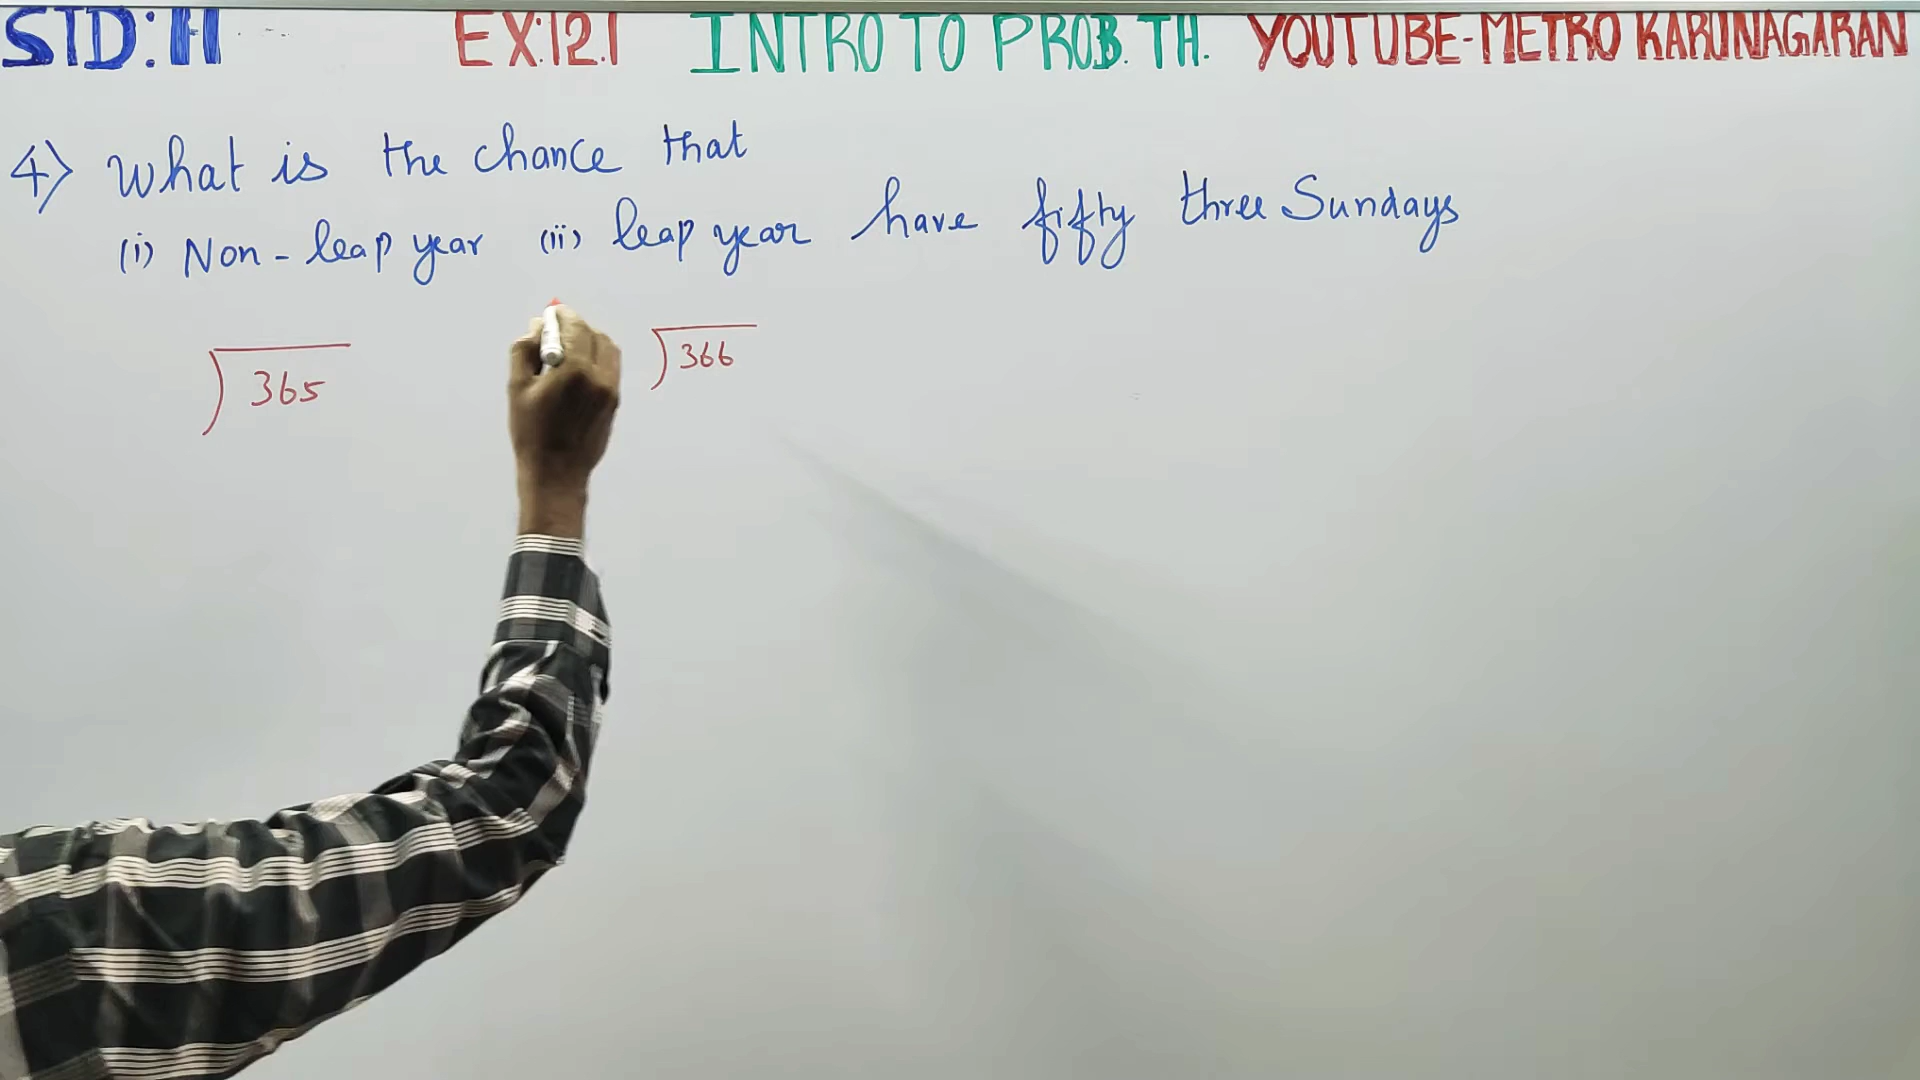 STD: 11 EX:12.1 INTRO TO PROB. TH. YOUTUBE-METRO KARUNAGARAN
4) What is the chance that
(i) Non-leap year (ii) leap year have fifty three Sundays
365 366